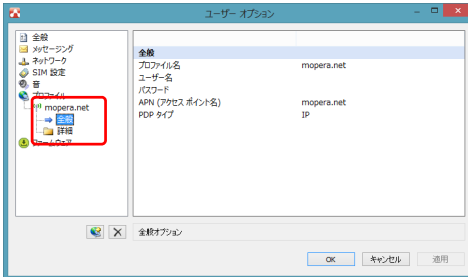 ユーザー オプション
全般
メッセージング
ネットワーク
SIM 設定
音
プロファイル
mopera.net
全般
詳細
ファームウェア
全般
プロファイル名 mopera.net
ユーザー名
パスワード
APN (アクセス ポイント名) mopera.net
PDP タイプ IP
全般オプション
OK キャンセル 適用